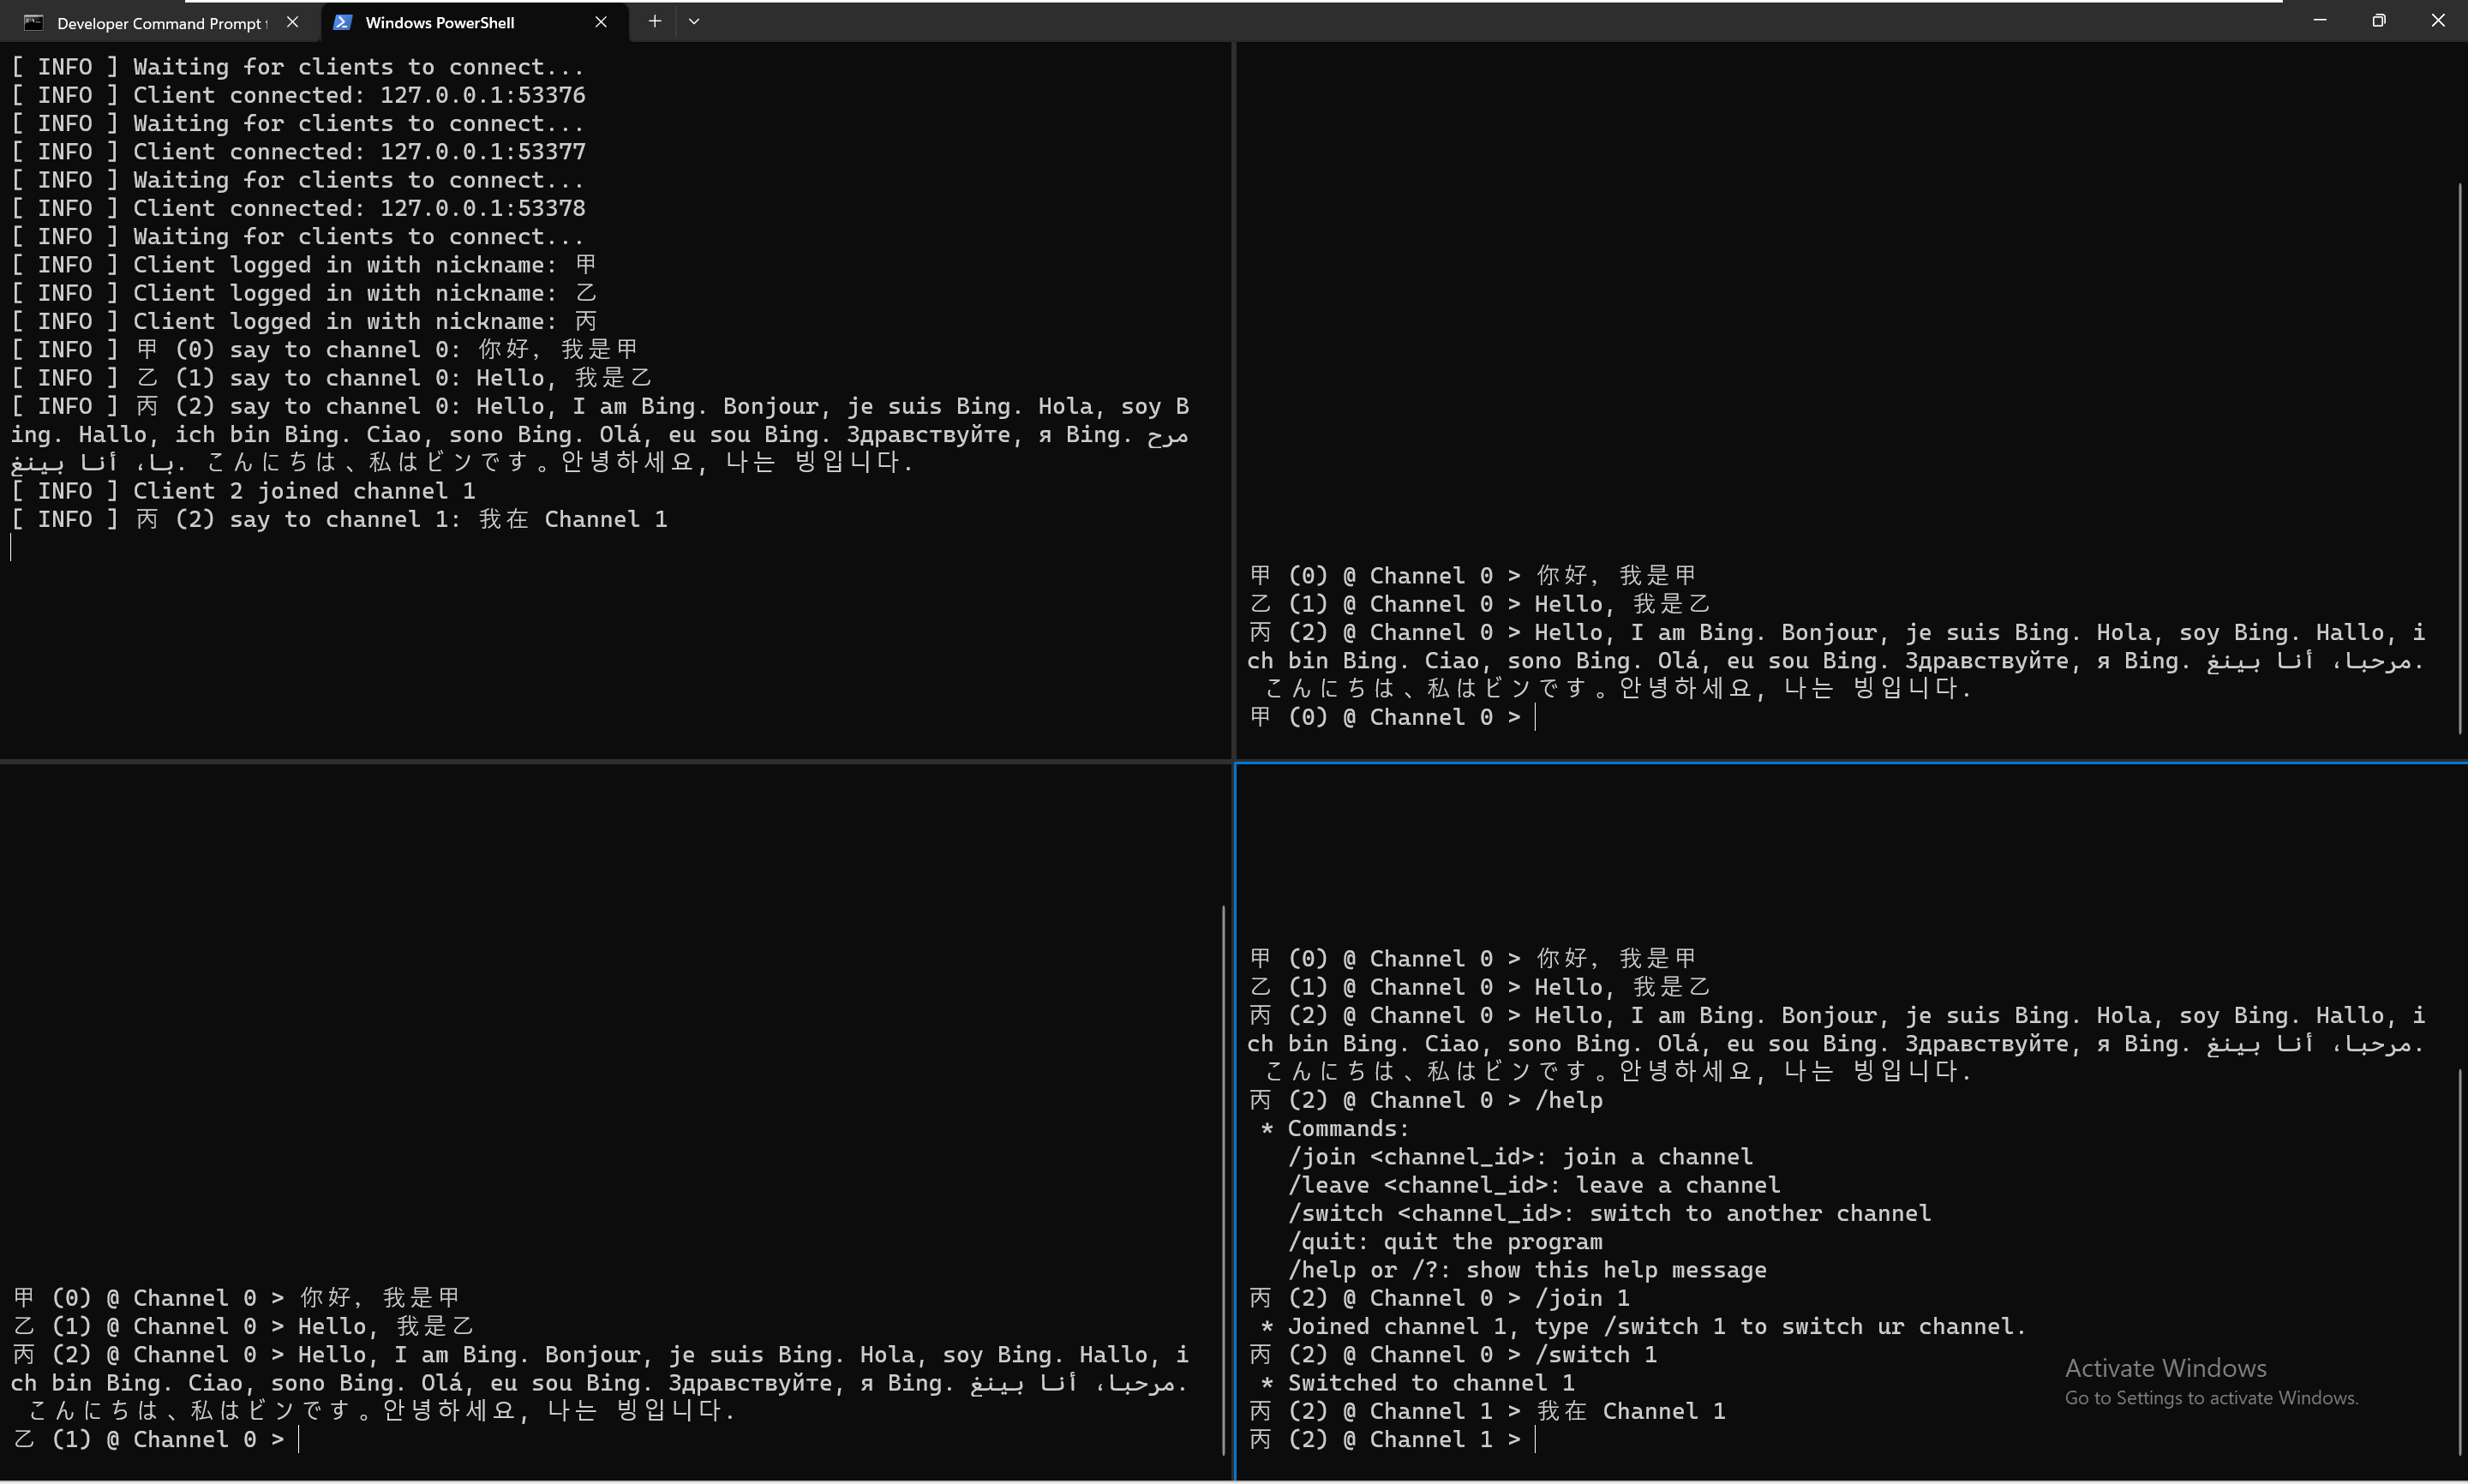 Developer Command Prompt
Windows PowerShell
[ INFO ] Waiting for clients to connect...
[ INFO ] Client connected: 127.0.0.1:53376
[ INFO ] Waiting for clients to connect...
[ INFO ] Client connected: 127.0.0.1:53377
[ INFO ] Waiting for clients to connect...
[ INFO ] Client connected: 127.0.0.1:53378
[ INFO ] Waiting for clients to connect...
[ INFO ] Client logged in with nickname: 甲
[ INFO ] Client logged in with nickname: 乙
[ INFO ] Client logged in with nickname: 丙
[ INFO ] 甲 (0) say to channel 0: 你好，我是甲
[ INFO ] 乙 (1) say to channel 0: Hello, 我是乙
[ INFO ] 丙 (2) say to channel 0: Hello, I am Bing. Bonjour, je suis Bing. Hola, soy B
ing. Hallo, ich bin Bing. Ciao, sono Bing. Olá, eu sou Bing. Здравствуйте, я Bing. مرح
با، أنا بينغ. こんにちは、私はビンです。안녕하세요, 나는 빙입니다.
[ INFO ] Client 2 joined channel 1
[ INFO ] 丙 (2) say to channel 1: 我在 Channel 1
甲 (0) @ Channel 0 > 你好，我是甲
乙 (1) @ Channel 0 > Hello, 我是乙
丙 (2) @ Channel 0 > Hello, I am Bing. Bonjour, je suis Bing. Hola, soy Bing. Hallo, i
ch bin Bing. Ciao, sono Bing. Olá, eu sou Bing. Здравствуйте, я Bing. مرحبا، أنا بينغ.
こんにちは、私はビンです。안녕하세요, 나는 빙입니다.
甲 (0) @ Channel 0 >
甲 (0) @ Channel 0 > 你好，我是甲
乙 (1) @ Channel 0 > Hello, 我是乙
丙 (2) @ Channel 0 > Hello, I am Bing. Bonjour, je suis Bing. Hola, soy Bing. Hallo, i
ch bin Bing. Ciao, sono Bing. Olá, eu sou Bing. Здравствуйте, я Bing. مرحبا، أنا بينغ.
こんにちは、私はビンです。안녕하세요, 나는 빙입니다.
乙 (1) @ Channel 0 >
甲 (0) @ Channel 0 > 你好，我是甲
乙 (1) @ Channel 0 > Hello, 我是乙
丙 (2) @ Channel 0 > Hello, I am Bing. Bonjour, je suis Bing. Hola, soy Bing. Hallo, i
ch bin Bing. Ciao, sono Bing. Olá, eu sou Bing. Здравствуйте, я Bing. مرحبا، أنا بينغ.
こんにちは、私はビンです。안녕하세요, 나는 빙입니다.
丙 (2) @ Channel 0 > /help
* Commands:
/join <channel_id>: join a channel
/leave <channel_id>: leave a channel
/switch <channel_id>: switch to another channel
/quit: quit the program
/help or /?: show this help message
丙 (2) @ Channel 0 > /join 1
* Joined channel 1, type /switch 1 to switch ur channel.
丙 (2) @ Channel 0 > /switch 1
* Switched to channel 1
丙 (2) @ Channel 1 > 我在 Channel 1
丙 (2) @ Channel 1 >
Activate Windows
Go to Settings to activate Windows.